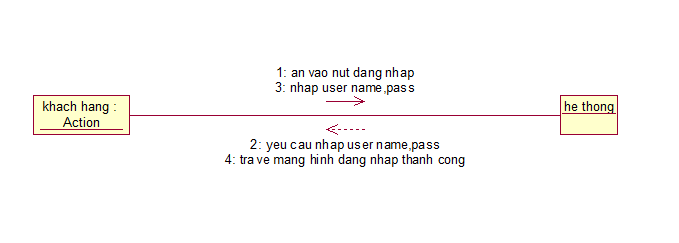 1: an vao nut dang nhap
3: nhap user name,pass
khach hang :
Action
he thong
2: yeu cau nhap user name,pass
4: tra ve mang hinh dang nhap thanh cong